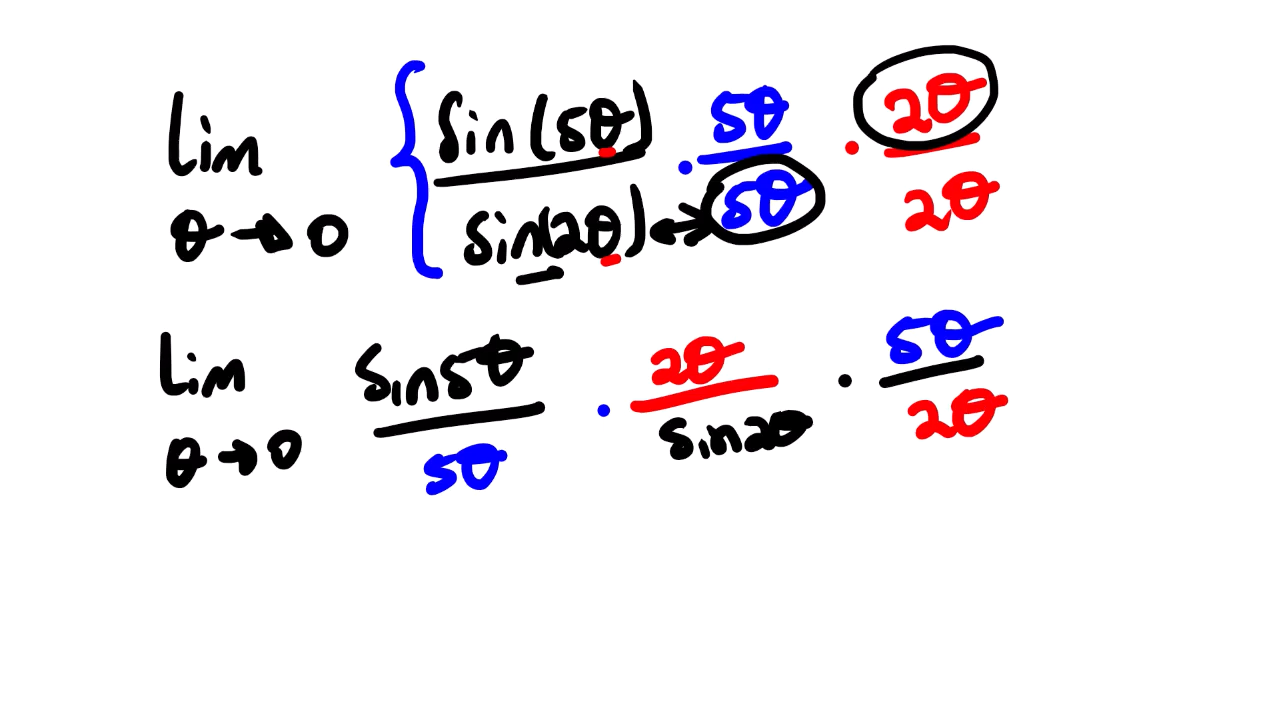 lim θ→0 { sin(5θ)/sin(2θ) · 5θ/5θ · 2θ/2θ
Lim θ→0 sin5θ/5θ · 2θ/sin2θ · 5θ/2θ